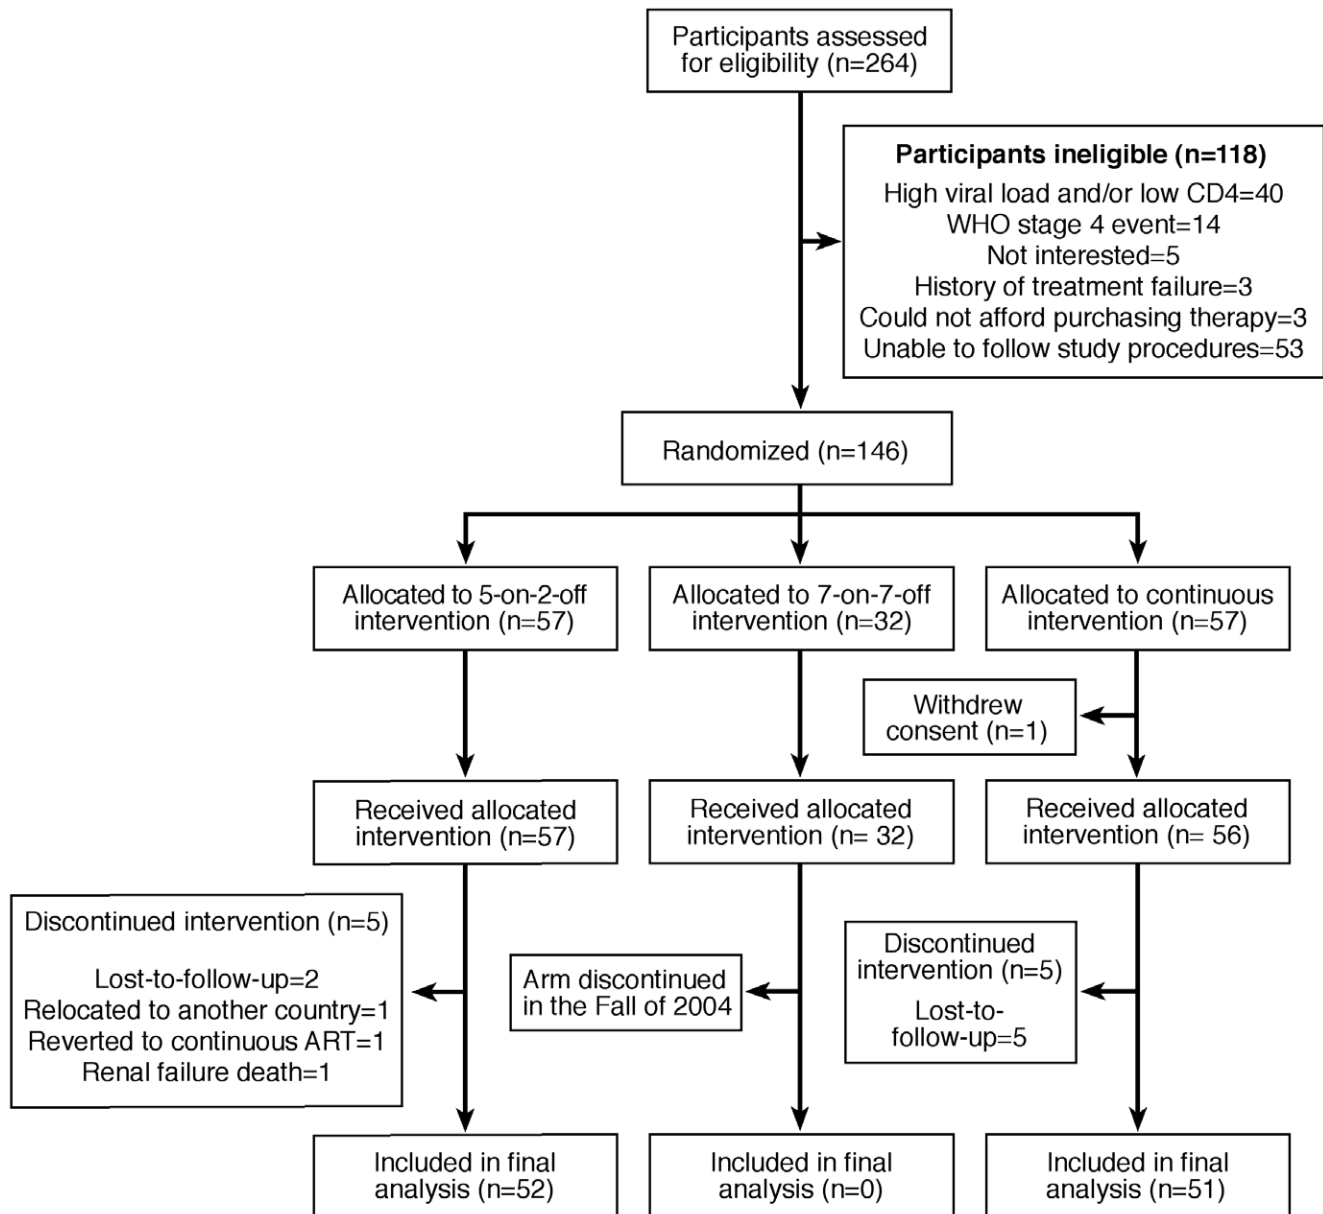 Participants assessed
for eligibility (n=264)
Participants ineligible (n=118)
High viral load and/or low CD4=40
WHO stage 4 event=14
Not interested=5
History of treatment failure=3
Could not afford purchasing therapy=3
Unable to follow study procedures=53
Randomized (n=146)
Allocated to 5-on-2-off
intervention (n=57)
Allocated to 7-on-7-off
intervention (n=32)
Allocated to continuous
intervention (n=57)
Withdrew
consent (n=1)
Received allocated
intervention (n=57)
Received allocated
intervention (n= 32)
Received allocated
intervention (n= 56)
Discontinued intervention (n=5)
Lost-to-follow-up=2
Relocated to another country=1
Reverted to continuous ART=1
Renal failure death=1
Arm discontinued
in the Fall of 2004
Discontinued
intervention (n=5)
Lost-to-
follow-up=5
Included in final
analysis (n=52)
Included in final
analysis (n=0)
Included in final
analysis (n=51)